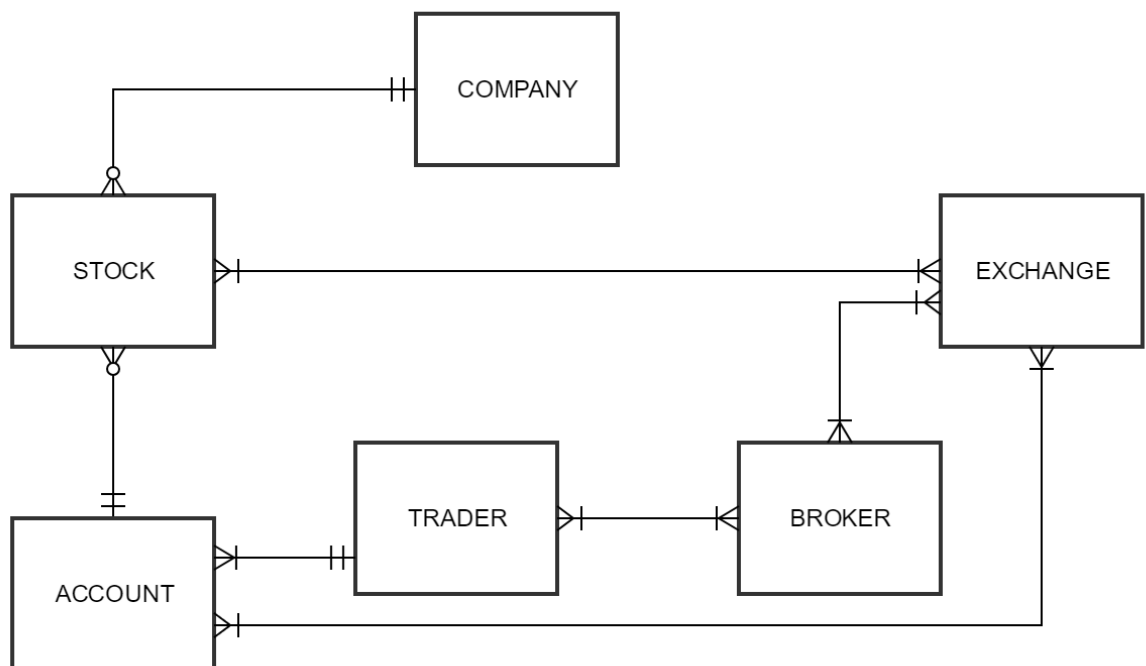 COMPANY
STOCK
EXCHANGE
TRADER
BROKER
ACCOUNT